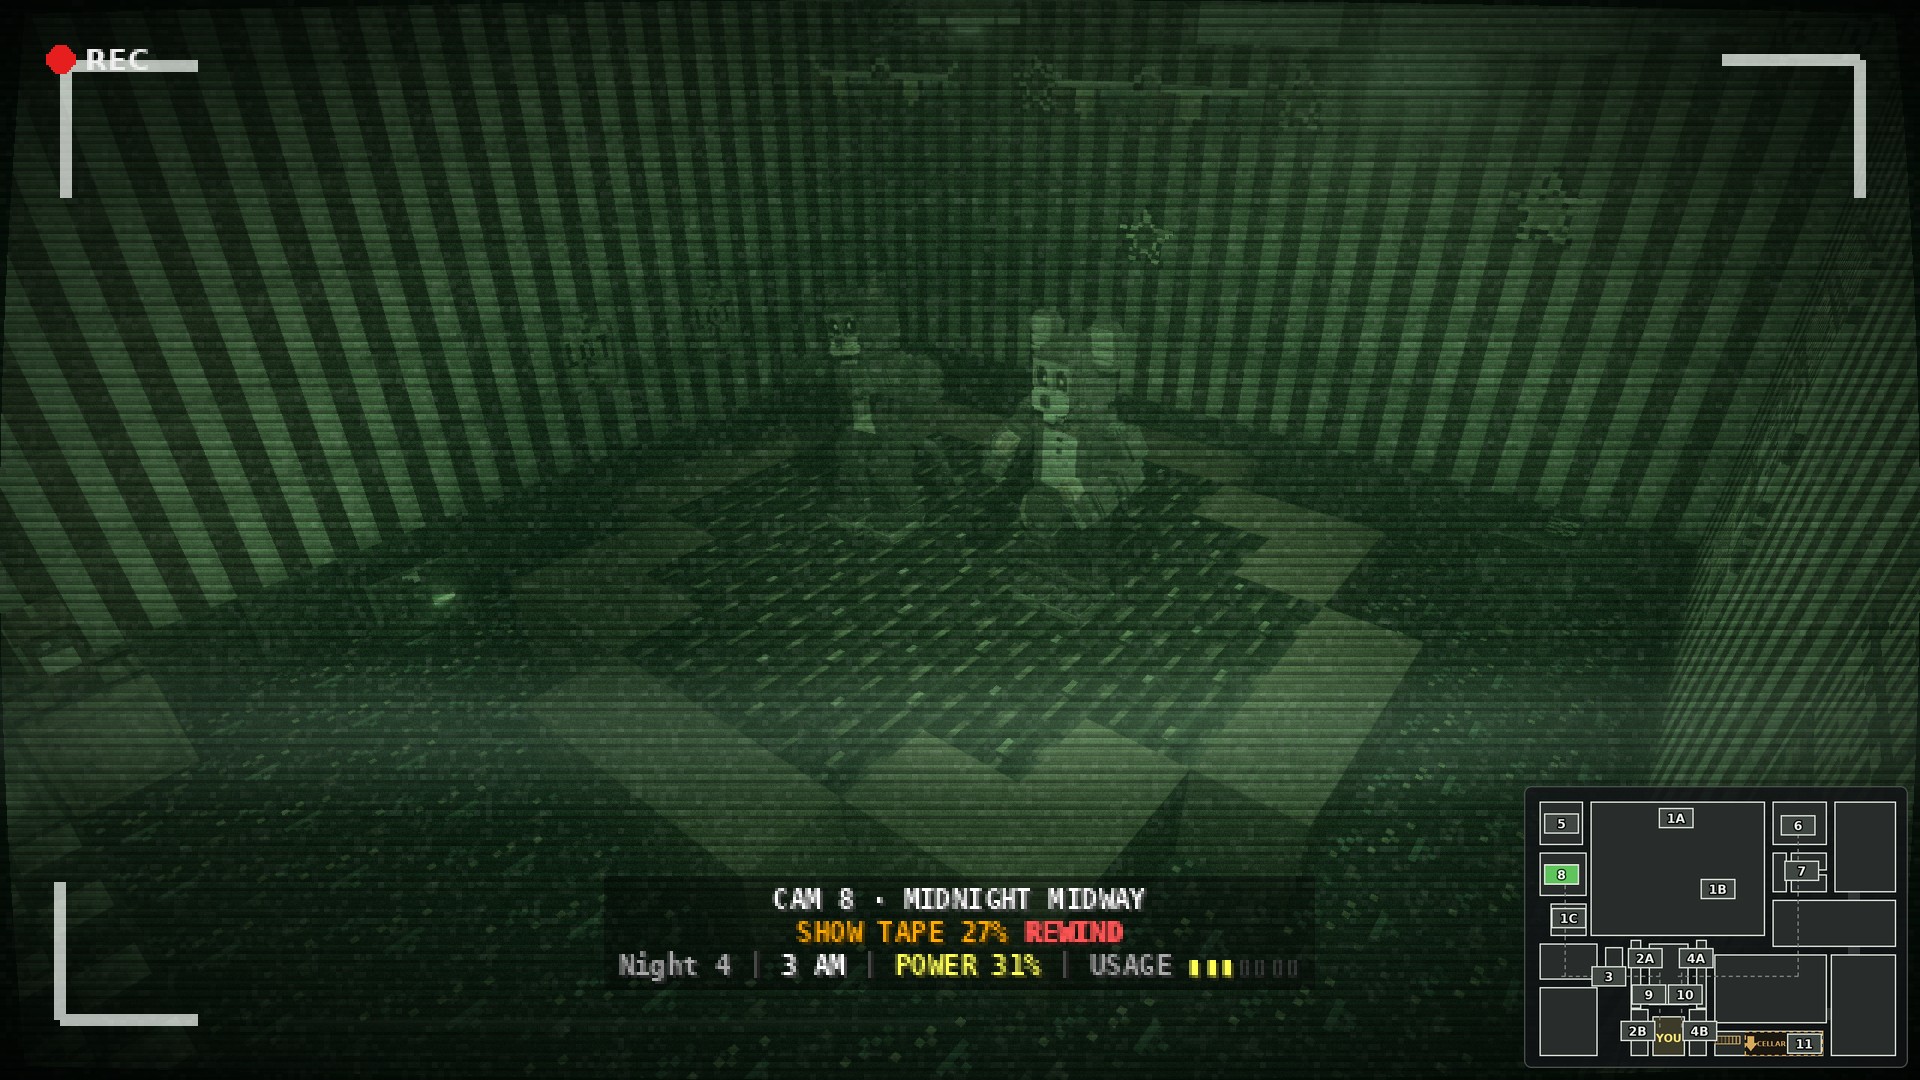 REC
CAM 8 · MIDNIGHT MIDWAY
SHOW TAPE 27% REWIND
Night 4 | 3 AM | POWER 31% | USAGE
5
1A
6
8
7
1B
1C
2A
4A
3
9
10
2B
YOU
4B
CELLAR
11